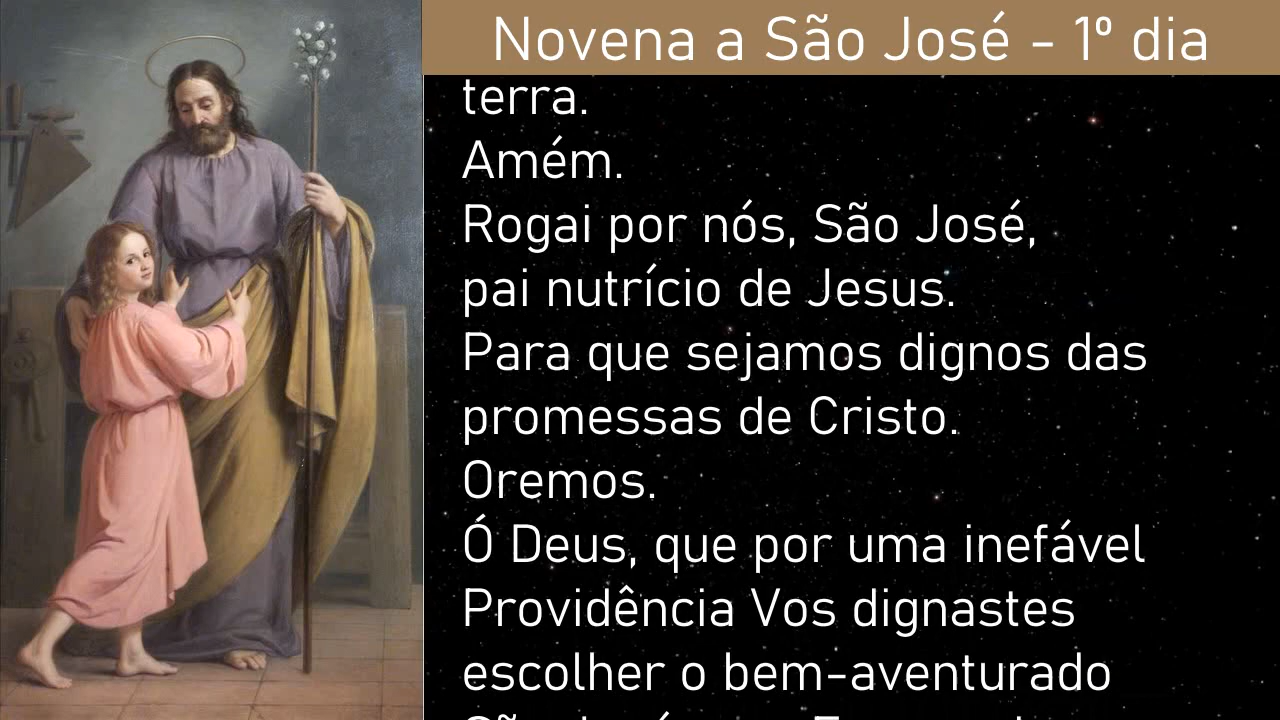 Novena a São José - 1º dia
terra.
Amém.
Rogai por nós, São José,
pai nutrício de Jesus.
Para que sejamos dignos das
promessas de Cristo.
Oremos.
Ó Deus, que por uma inefável
Providência Vos dignastes
escolher o bem-aventurado